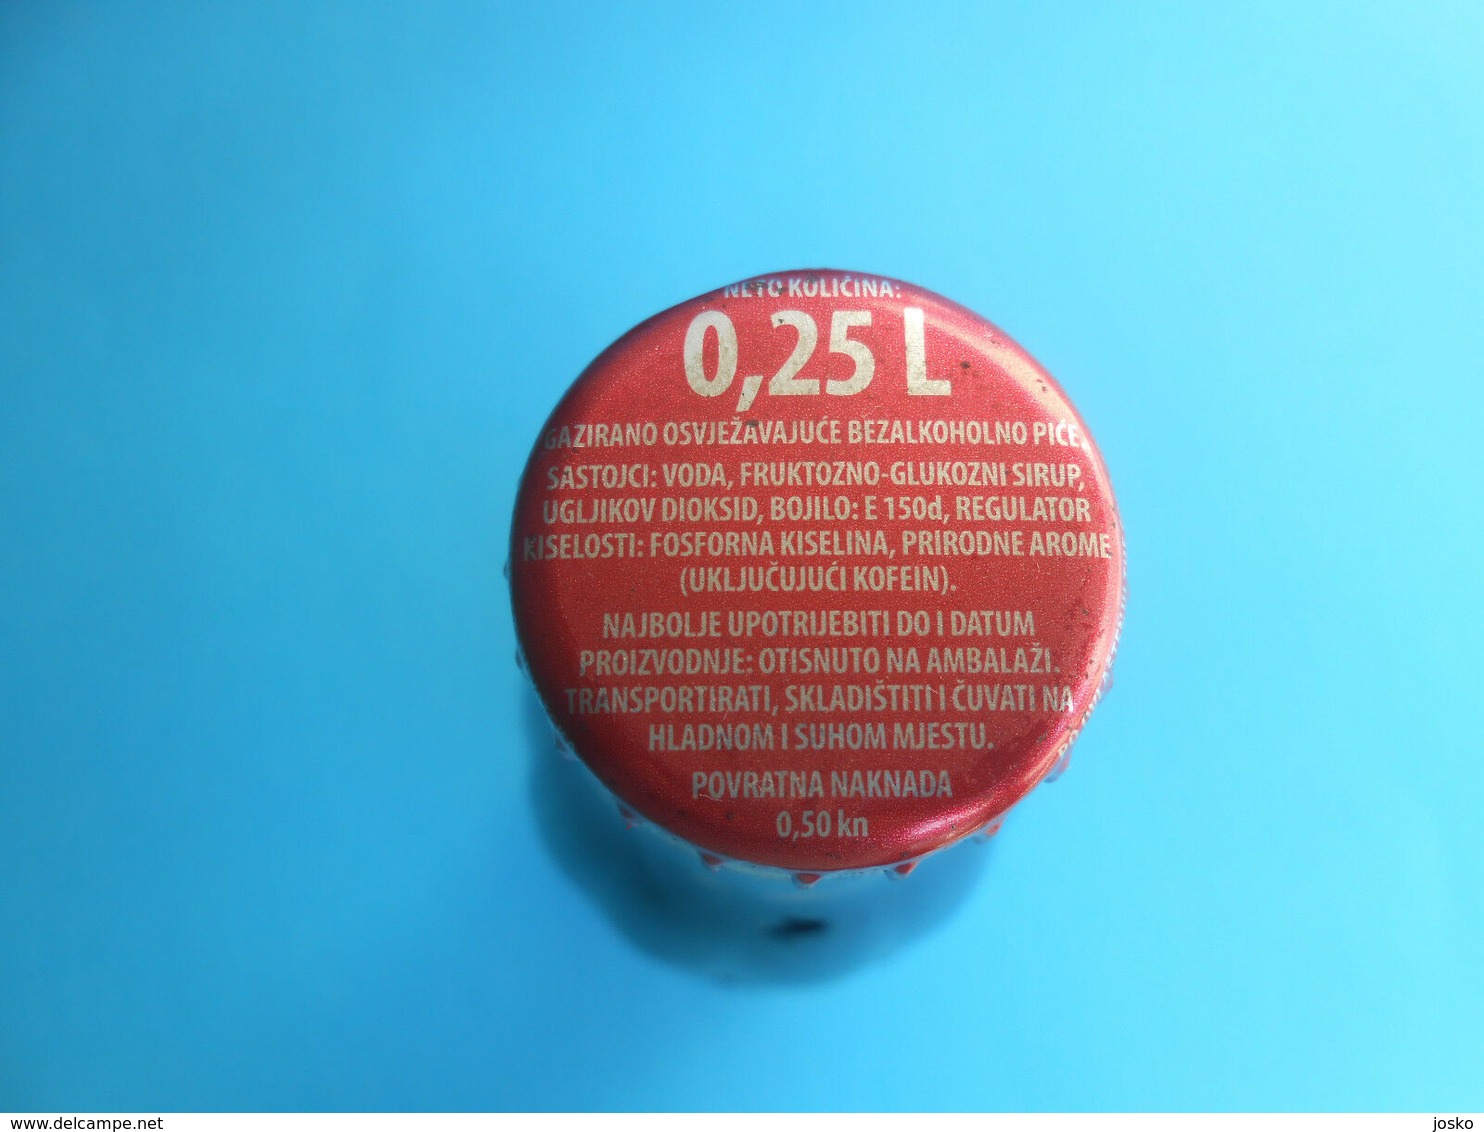 NETO KOLIČINA:
0,25 L
GAZIRANO OSVJEŽAVAJUĆE BEZALKOHOLNO PIĆE.
SASTOJCI: VODA, FRUKTOZNO-GLUKOZNI SIRUP,
UGLJIKOV DIOKSID, BOJILO: E 150d, REGULATOR
KISELOSTI: FOSFORNA KISELINA, PRIRODNE AROME
(UKLJUČUJUĆI KOFEIN).
NAJBOLJE UPOTRIJEBITI DO I DATUM
PROIZVODNJE: OTISNUTO NA AMBALAŽI.
TRANSPORTIRATI, SKLADIŠTITI I ČUVATI NA
HLADNOM I SUHOM MJESTU.
POVRATNA NAKNADA
0,50 kn
www.delcampe.net
josko